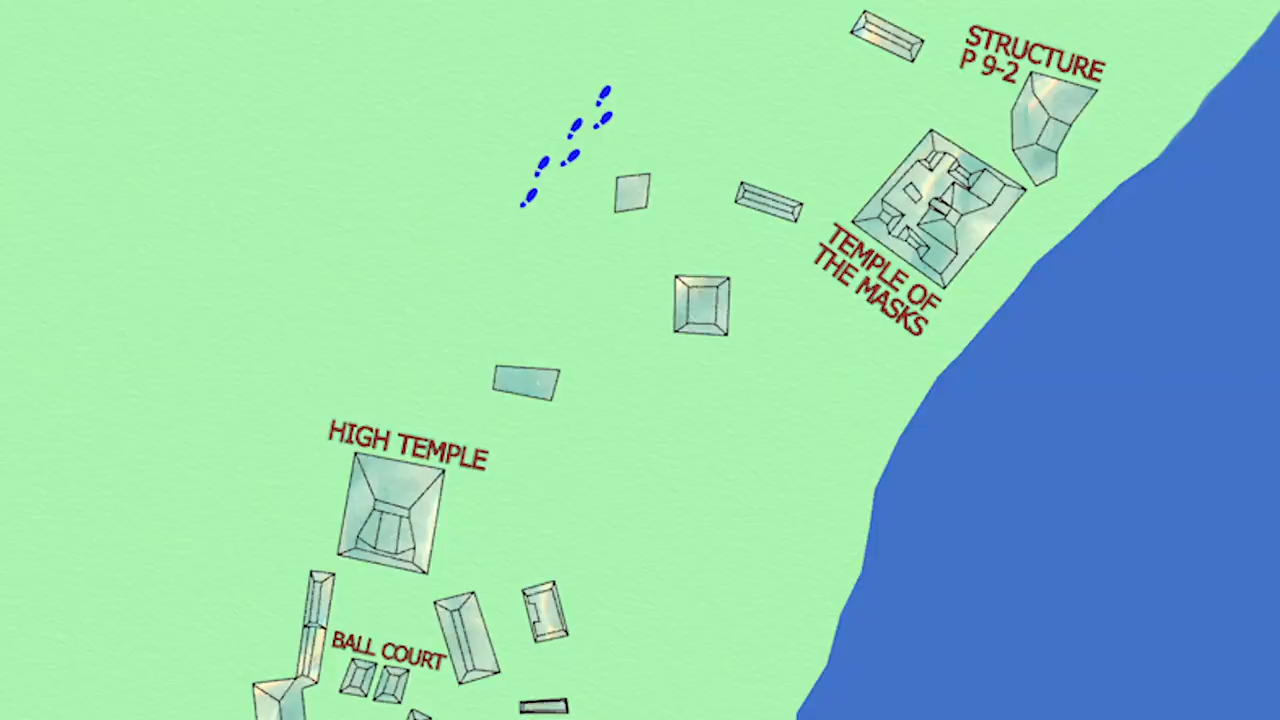 STRUCTURE
P 9-2
TEMPLE OF
THE MASKS
HIGH TEMPLE
BALL COURT